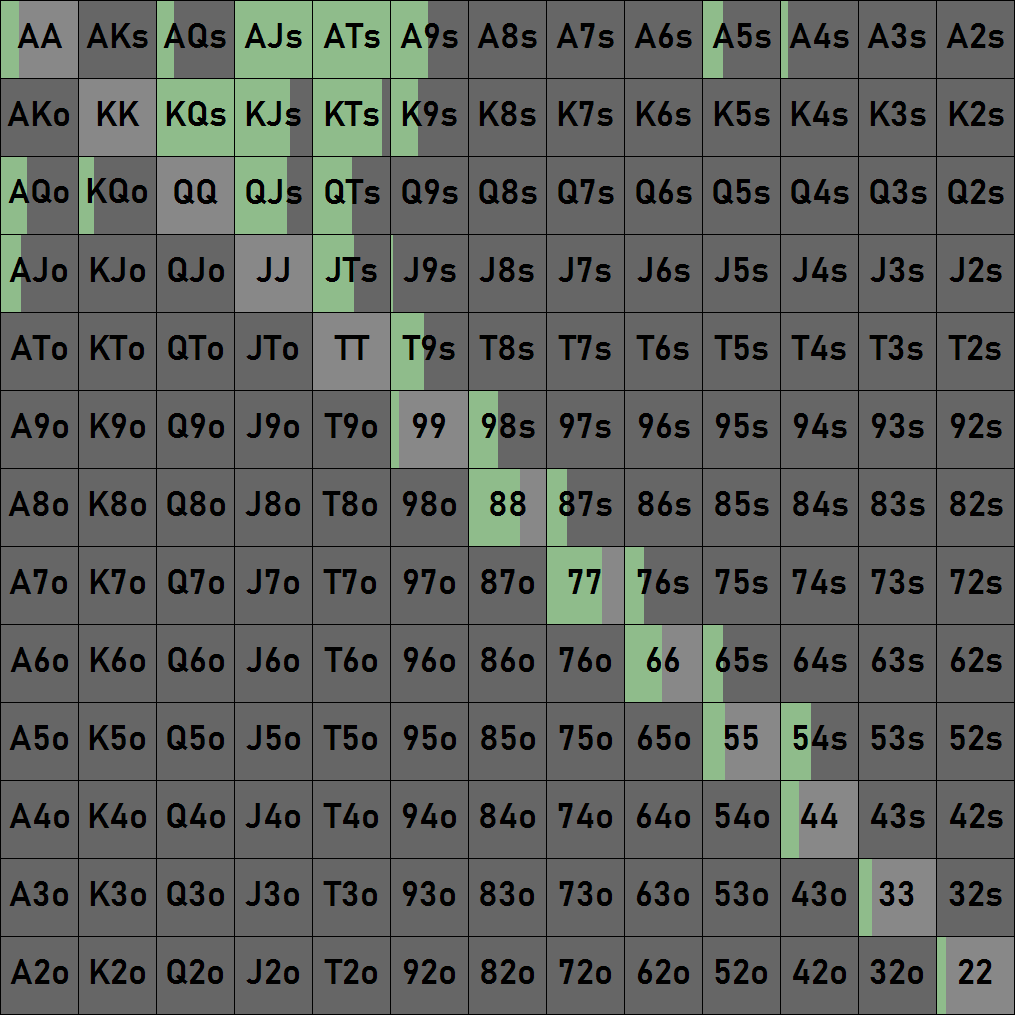 AA AKs AQs AJs ATs A9s A8s A7s A6s A5s A4s A3s A2s
AKo KK KQs KJs KTs K9s K8s K7s K6s K5s K4s K3s K2s
AQo KQo QQ QJs QTs Q9s Q8s Q7s Q6s Q5s Q4s Q3s Q2s
AJo KJo QJo JJ JTs J9s J8s J7s J6s J5s J4s J3s J2s
ATo KTo QTo JTo TT T9s T8s T7s T6s T5s T4s T3s T2s
A9o K9o Q9o J9o T9o 99 98s 97s 96s 95s 94s 93s 92s
A8o K8o Q8o J8o T8o 98o 88 87s 86s 85s 84s 83s 82s
A7o K7o Q7o J7o T7o 97o 87o 77 76s 75s 74s 73s 72s
A6o K6o Q6o J6o T6o 96o 86o 76o 66 65s 64s 63s 62s
A5o K5o Q5o J5o T5o 95o 85o 75o 65o 55 54s 53s 52s
A4o K4o Q4o J4o T4o 94o 84o 74o 64o 54o 44 43s 42s
A3o K3o Q3o J3o T3o 93o 83o 73o 63o 53o 43o 33 32s
A2o K2o Q2o J2o T2o 92o 82o 72o 62o 52o 42o 32o 22